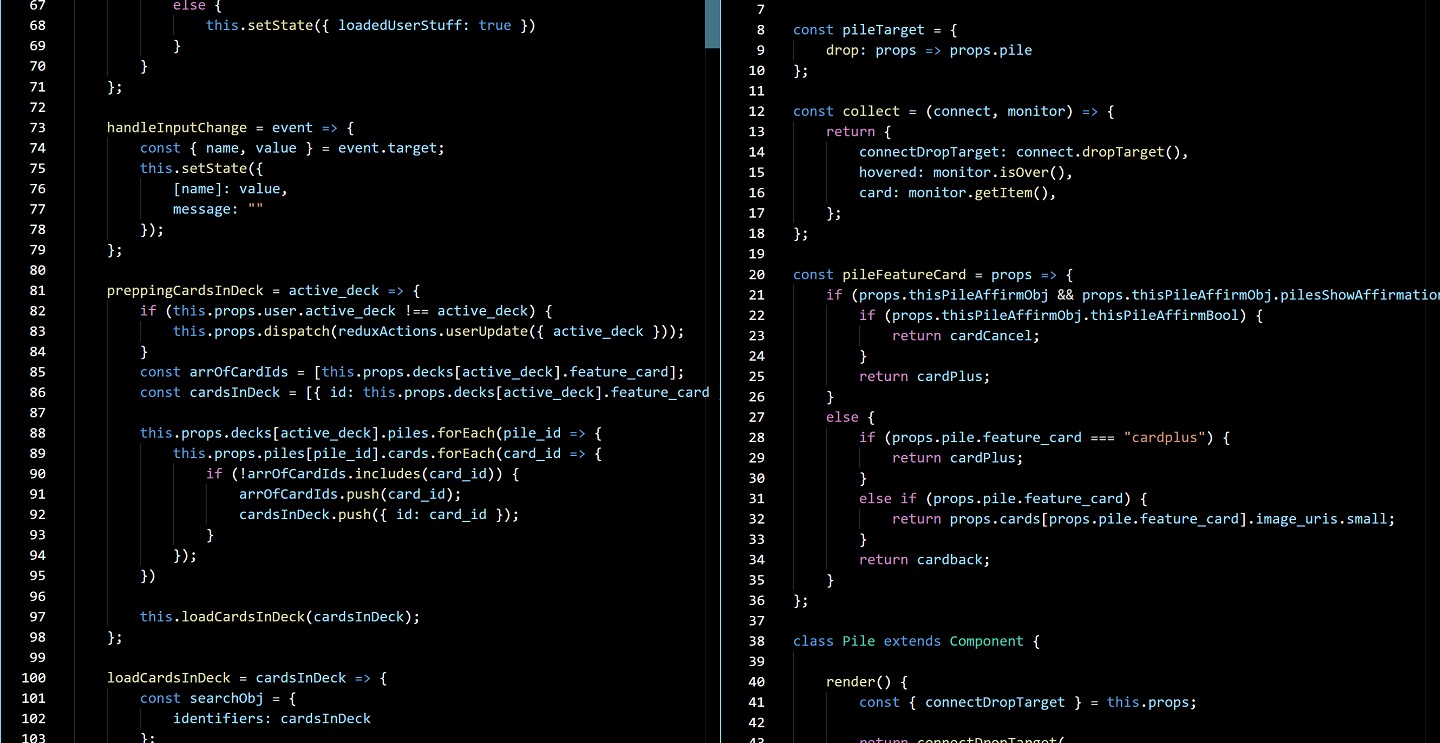 67 else {
68 this.setState({ loadedUserStuff: true })
69 }
70 }
71 };
72
73 handleInputChange = event => {
74 const { name, value } = event.target;
75 this.setState({
76 [name]: value,
77 message: ""
78 });
79 };
80
81 preppingCardsInDeck = active_deck => {
82 if (this.props.user.active_deck !== active_deck) {
83 this.props.dispatch(reduxActions.userUpdate({ active_deck }));
84 }
85 const arrOfCardIds = [this.props.decks[active_deck].feature_card];
86 const cardsInDeck = [{ id: this.props.decks[active_deck].feature_card
87
88 this.props.decks[active_deck].piles.forEach(pile_id => {
89 this.props.piles[pile_id].cards.forEach(card_id => {
90 if (!arrOfCardIds.includes(card_id)) {
91 arrOfCardIds.push(card_id);
92 cardsInDeck.push({ id: card_id });
93 }
94 });
95 })
96
97 this.loadCardsInDeck(cardsInDeck);
98 };
99
100 loadCardsInDeck = cardsInDeck => {
101 const searchObj = {
102 identifiers: cardsInDeck
103 };
7
8 const pileTarget = {
9 drop: props => props.pile
10 };
11
12 const collect = (connect, monitor) => {
13 return {
14 connectDropTarget: connect.dropTarget(),
15 hovered: monitor.isOver(),
16 card: monitor.getItem(),
17 };
18 };
19
20 const pileFeatureCard = props => {
21 if (props.thisPileAffirmObj && props.thisPileAffirmObj.pilesShowAffirmation
22 if (props.thisPileAffirmObj.thisPileAffirmBool) {
23 return cardCancel;
24 }
25 return cardPlus;
26 }
27 else {
28 if (props.pile.feature_card === "cardplus") {
29 return cardPlus;
30 }
31 else if (props.pile.feature_card) {
32 return props.cards[props.pile.feature_card].image_uris.small;
33 }
34 return cardback;
35 }
36 };
37
38 class Pile extends Component {
39
40 render() {
41 const { connectDropTarget } = this.props;
42
43 return connectDropTarget(